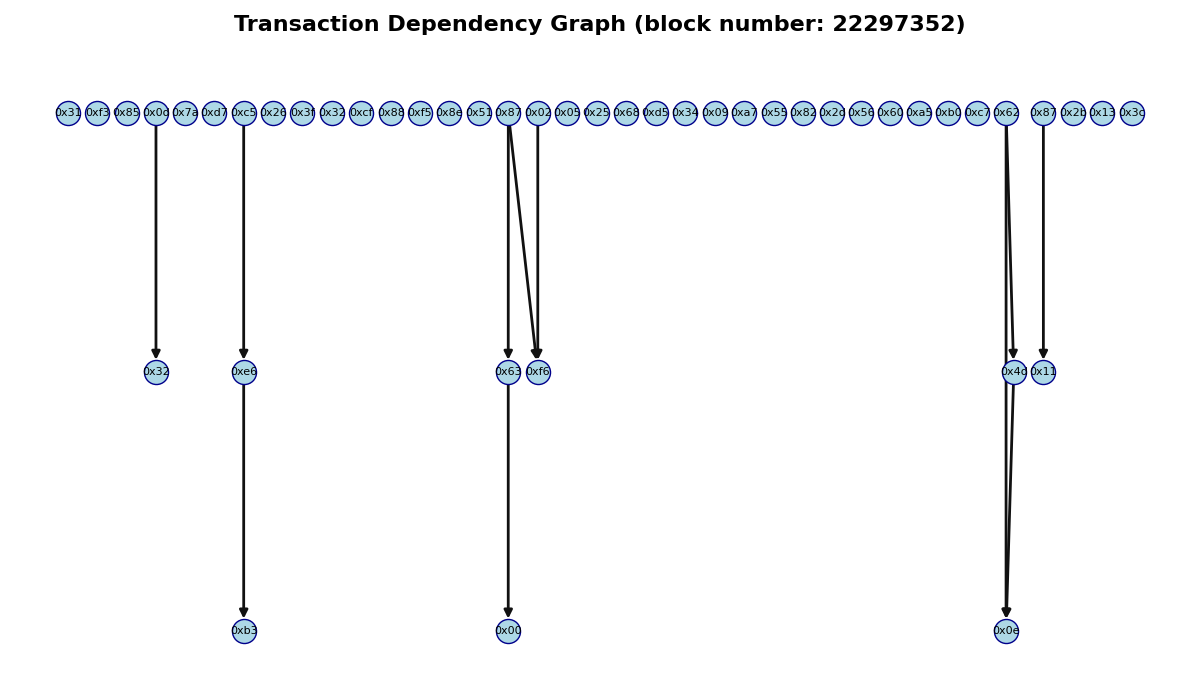 Transaction Dependency Graph (block number: 22297352)
0x31 0xf3 0x85 0x0d 0x7a 0xd7 0xc5 0x26 0x3f 0x32 0xcf 0x88 0xf5 0x8e 0x51 0x87 0x02 0x05 0x25 0x68 0xd5 0x34 0x09 0xa7 0x55 0x82 0x2d 0x56 0x60 0xa5 0xb0 0xc7 0x62 0x87 0x2b 0x13 0x3c
0x32 0xe6 0x63 0xf6 0x4d 0x11
0xb3 0x00 0x0e